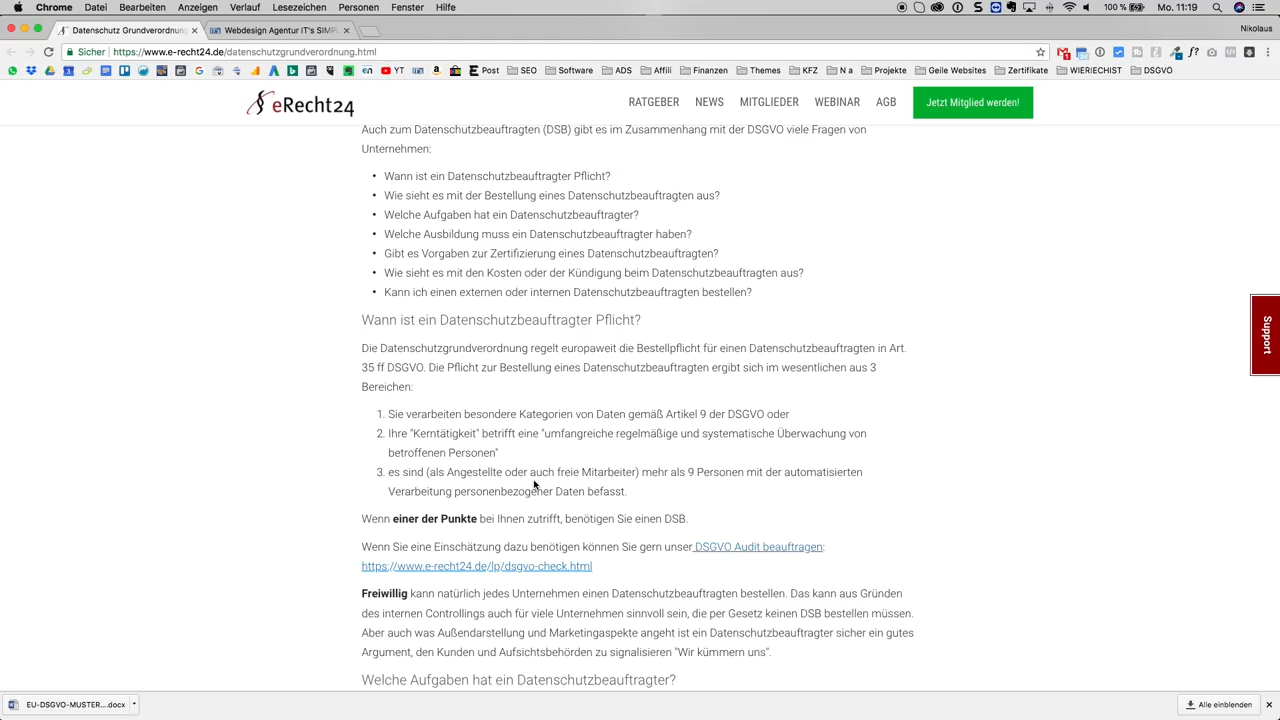 Chrome Datei Bearbeiten Anzeigen Verlauf Lesezeichen Personen Fenster Hilfe
100 % Mo. 11:19
Datenschutz Grundverordnung
Webdesign Agentur IT's SIMPL
Nikolaus
Sicher https://www.e-recht24.de/datenschutzgrundverordnung.html
YT Post SEO Software ADS Affili Finanzen Themes KFZ N a Projekte Geile Websites Zertifikate WIERIECHIST DSGVO
eRecht24
RATGEBER NEWS MITGLIEDER WEBINAR AGB Jetzt Mitglied werden!
Auch zum Datenschutzbeauftragten (DSB) gibt es im Zusammenhang mit der DSGVO viele Fragen von
Unternehmen:
• Wann ist ein Datenschutzbeauftragter Pflicht?
• Wie sieht es mit der Bestellung eines Datenschutzbeauftragten aus?
• Welche Aufgaben hat ein Datenschutzbeauftragter?
• Welche Ausbildung muss ein Datenschutzbeauftragter haben?
• Gibt es Vorgaben zur Zertifizierung eines Datenschutzbeauftragten?
• Wie sieht es mit den Kosten oder der Kündigung beim Datenschutzbeauftragten aus?
• Kann ich einen externen oder internen Datenschutzbeauftragten bestellen?
Wann ist ein Datenschutzbeauftragter Pflicht?
Die Datenschutzgrundverordnung regelt europaweit die Bestellpflicht für einen Datenschutzbeauftragten in Art.
35 ff DSGVO. Die Pflicht zur Bestellung eines Datenschutzbeauftragten ergibt sich im wesentlichen aus 3
Bereichen:
1. Sie verarbeiten besondere Kategorien von Daten gemäß Artikel 9 der DSGVO oder
2. Ihre "Kerntätigkeit" betrifft eine "umfangreiche regelmäßige und systematische Überwachung von
betroffenen Personen"
3. es sind (als Angestellte oder auch freie Mitarbeiter) mehr als 9 Personen mit der automatisierten
Verarbeitung personenbezogener Daten befasst.
Wenn einer der Punkte bei Ihnen zutrifft, benötigen Sie einen DSB.
Wenn Sie eine Einschätzung dazu benötigen können Sie gern unser DSGVO Audit beauftragen:
https://www.e-recht24.de/lp/dsgvo-check.html
Freiwillig kann natürlich jedes Unternehmen einen Datenschutzbeauftragten bestellen. Das kann aus Gründen
des internen Controllings auch für viele Unternehmen sinnvoll sein, die per Gesetz keinen DSB bestellen müssen.
Aber auch was Außendarstellung und Marketingaspekte angeht ist ein Datenschutzbeauftragter sicher ein gutes
Argument, den Kunden und Aufsichtsbehörden zu signalisieren "Wir kümmern uns".
Welche Aufgaben hat ein Datenschutzbeauftragter?
Support
EU-DSGVO-MUSTER....docx
Alle einblenden